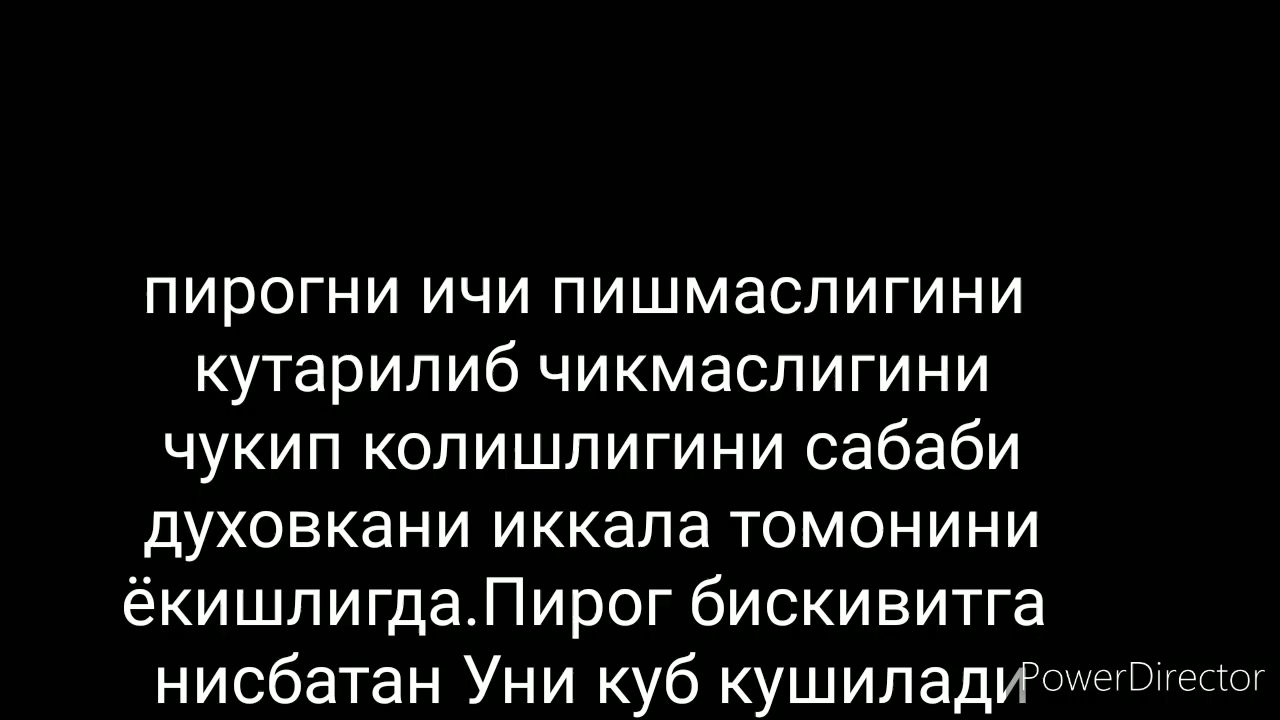 пирогни ичи пишмаслигини
кутарилиб чикмаслигини
чукип колишлигини сабаби
духовкани иккала томонини
ёкишлигда.Пирог бискивитга
нисбатан Уни куб кушилади
PowerDirector